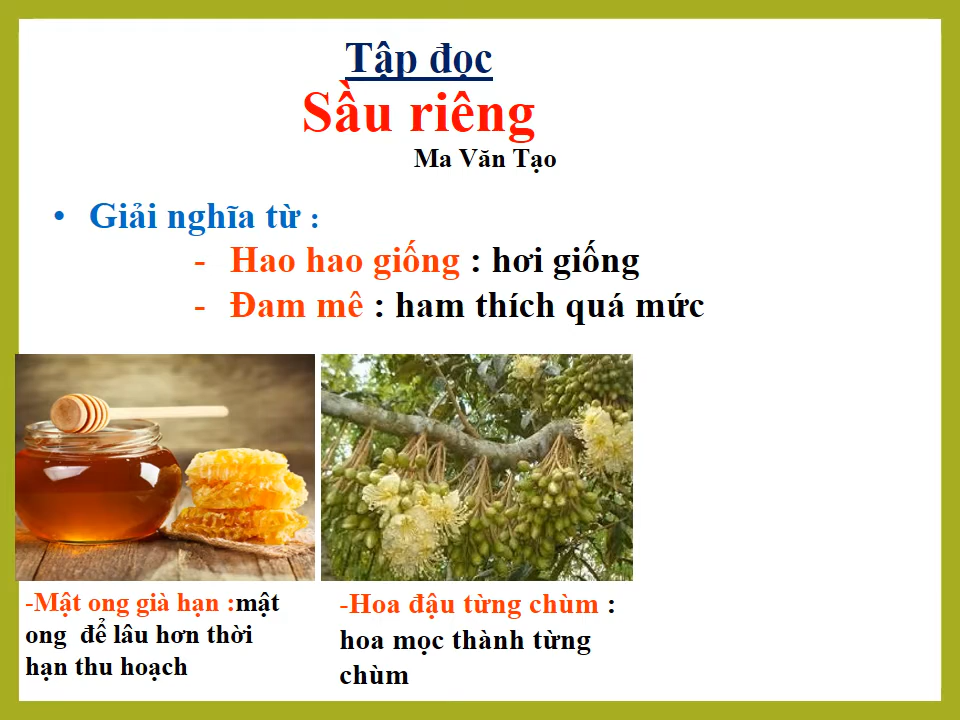 Tập đọc
Sầu riêng
Ma Văn Tạo
• Giải nghĩa từ :
- Hao hao giống : hơi giống
- Đam mê : ham thích quá mức
-Mật ong già hạn :mật
ong để lâu hơn thời
hạn thu hoạch
-Hoa đậu từng chùm :
hoa mọc thành từng
chùm